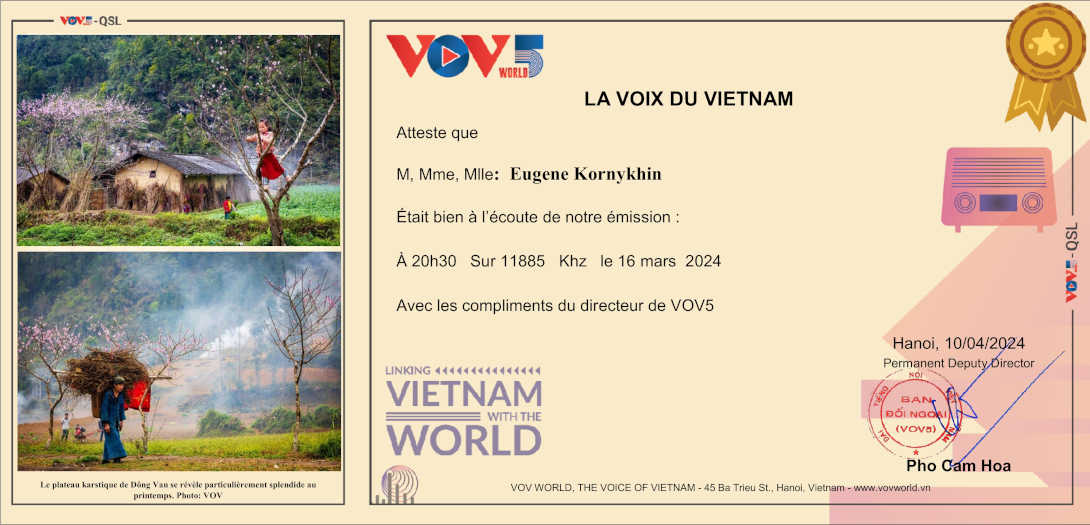 VOV5-QSL
Le plateau karstique de Dông Van se révèle particulièrement splendide au
printemps. Photo: VOV
VOV5
WORLD
LA VOIX DU VIETNAM
Atteste que
M, Mme, Mlle: Eugene Kornykhin
Était bien à l'écoute de notre émission :
À 20h30 Sur 11885 Khz le 16 mars 2024
Avec les compliments du directeur de VOV5
VOV5-QSL
Hanoi, 10/04/2024
Permanent Deputy Director
ĐÀI TIẾNG NÓI VIỆT NAM
BAN
ĐỐI NGOẠI
(VOV5)
Pho Cam Hoa
LINKING
VIETNAM
WITH THE
WORLD
VOV WORLD, THE VOICE OF VIETNAM - 45 Ba Trieu St., Hanoi, Vietnam - www.vovworld.vn